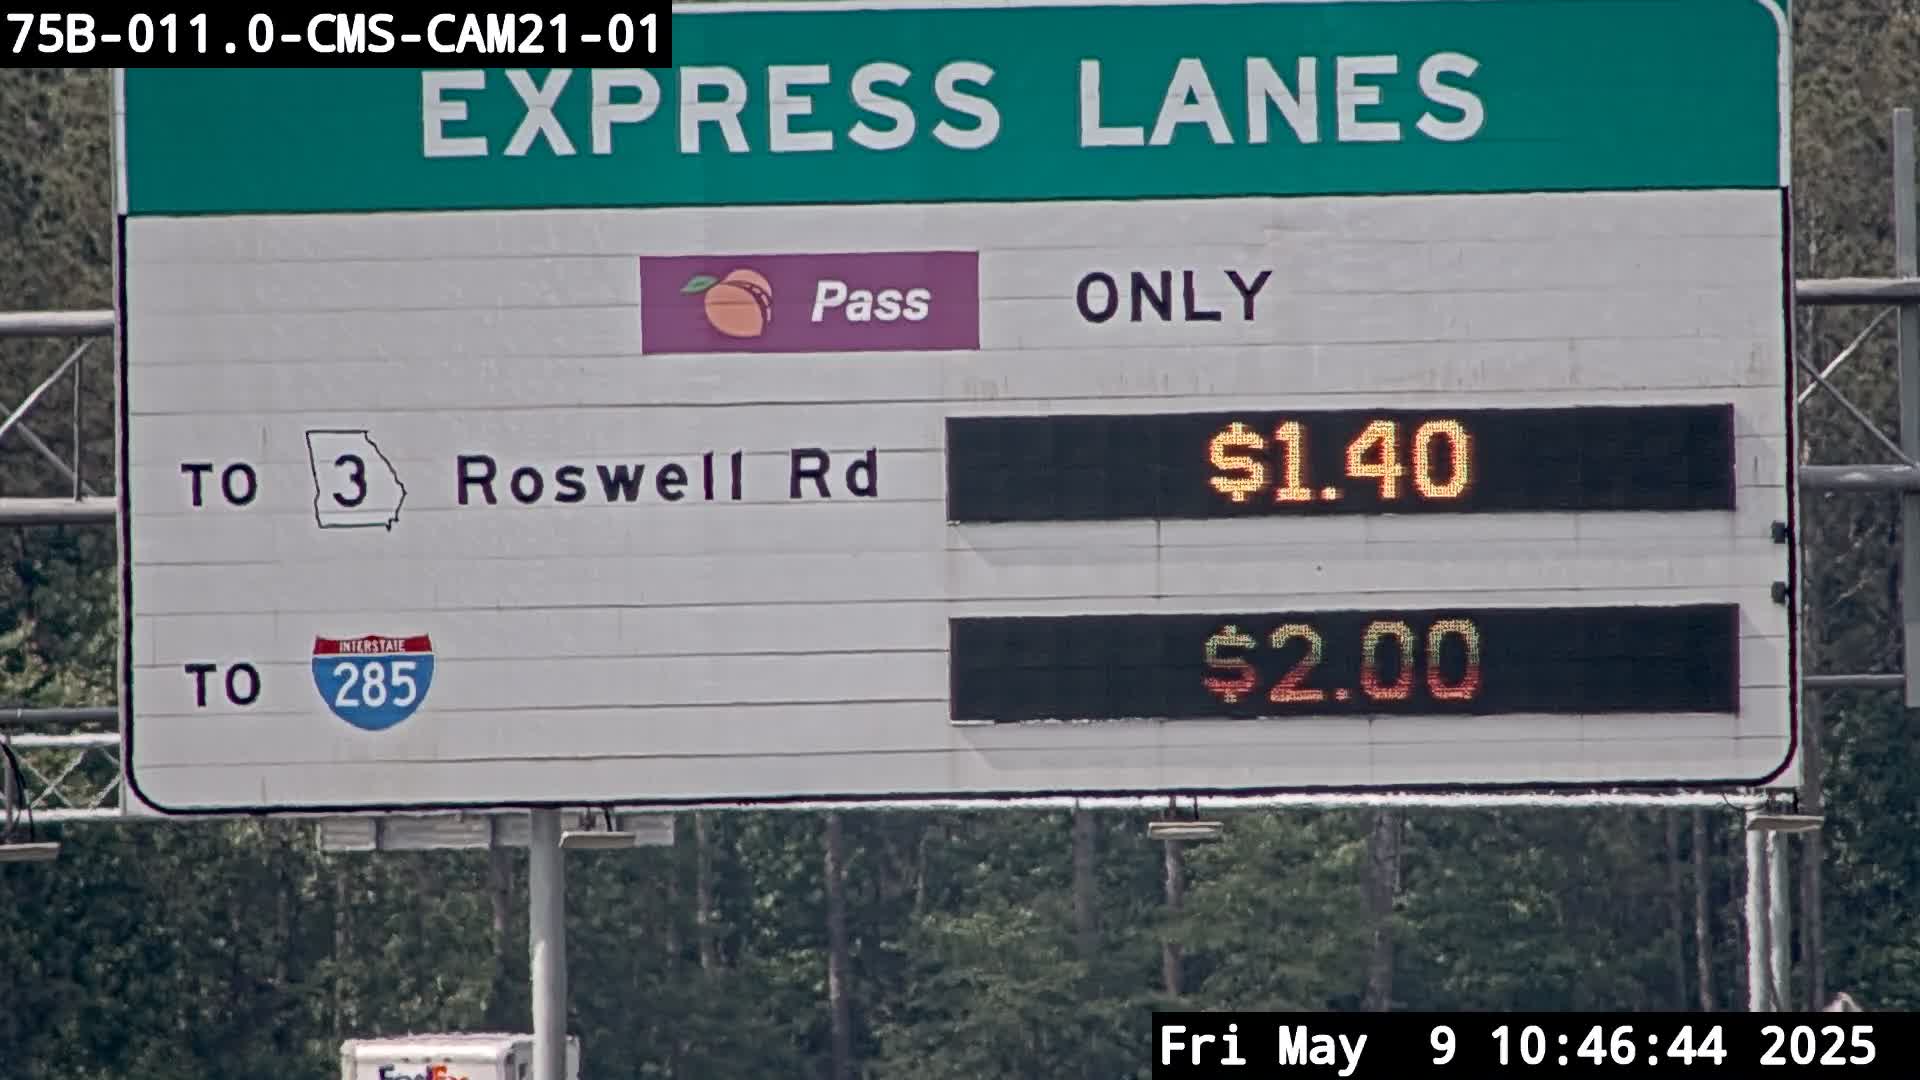 75B-011.0-CMS-CAM21-01
EXPRESS LANES
Pass ONLY
TO 3 Roswell Rd $1.40
INTERSTATE
TO 285 $2.00
FedEx
Fri May 9 10:46:44 2025